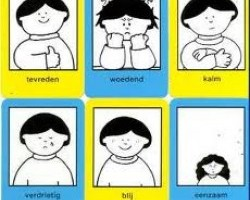 tevreden woedend kalm
verdrietig blij eenzaam